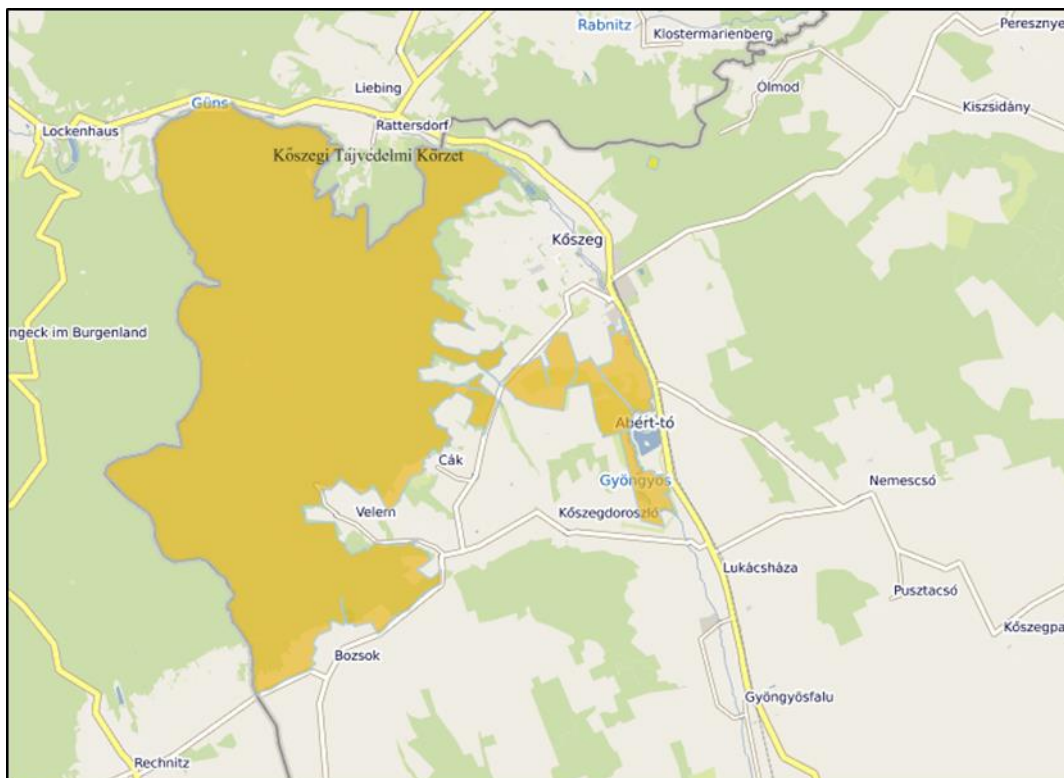 Rabnitz
Klostermarienberg
Peresznye
Liebing
Ólmod
Güns
Kiszsidány
Lockenhaus
Rattersdorf
Kőszegi Tájvédelmi Körzet
Kőszeg
ngeck im Burgenland
Abért-tó
Cák
Gyöngyös
Nemescsó
Velem
Kőszegdoroszló
Lukácsháza
Pusztacsó
Kőszegpa
Bozsok
Gyöngyösfalu
Rechnitz